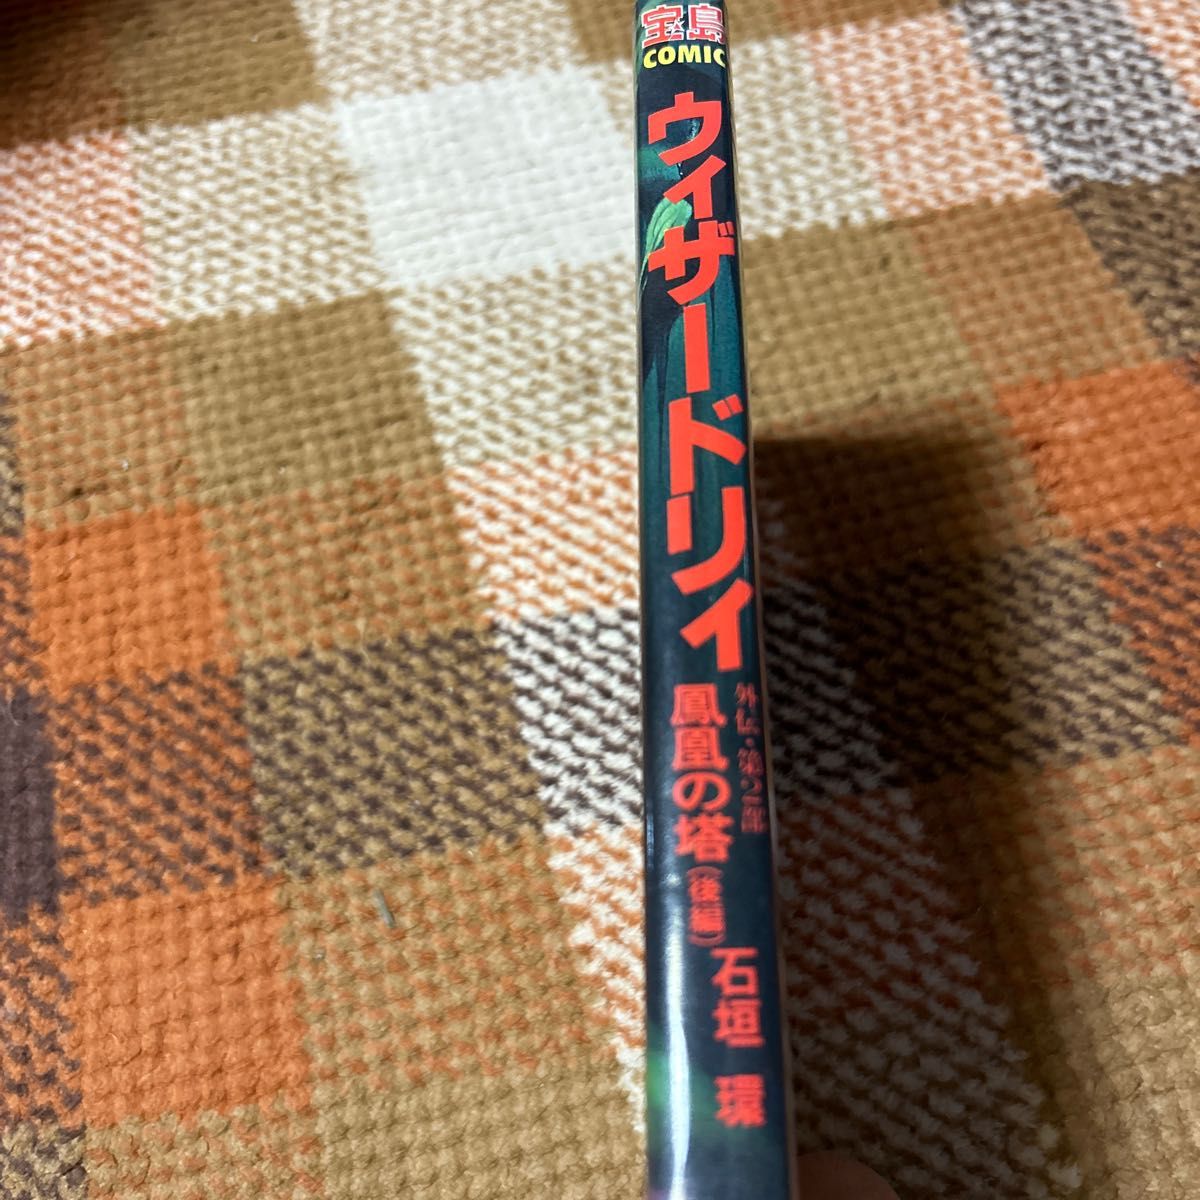 宝島
COMIC
ウィザードリィ
外伝・第2部
鳳凰の塔(後編)
石垣 環